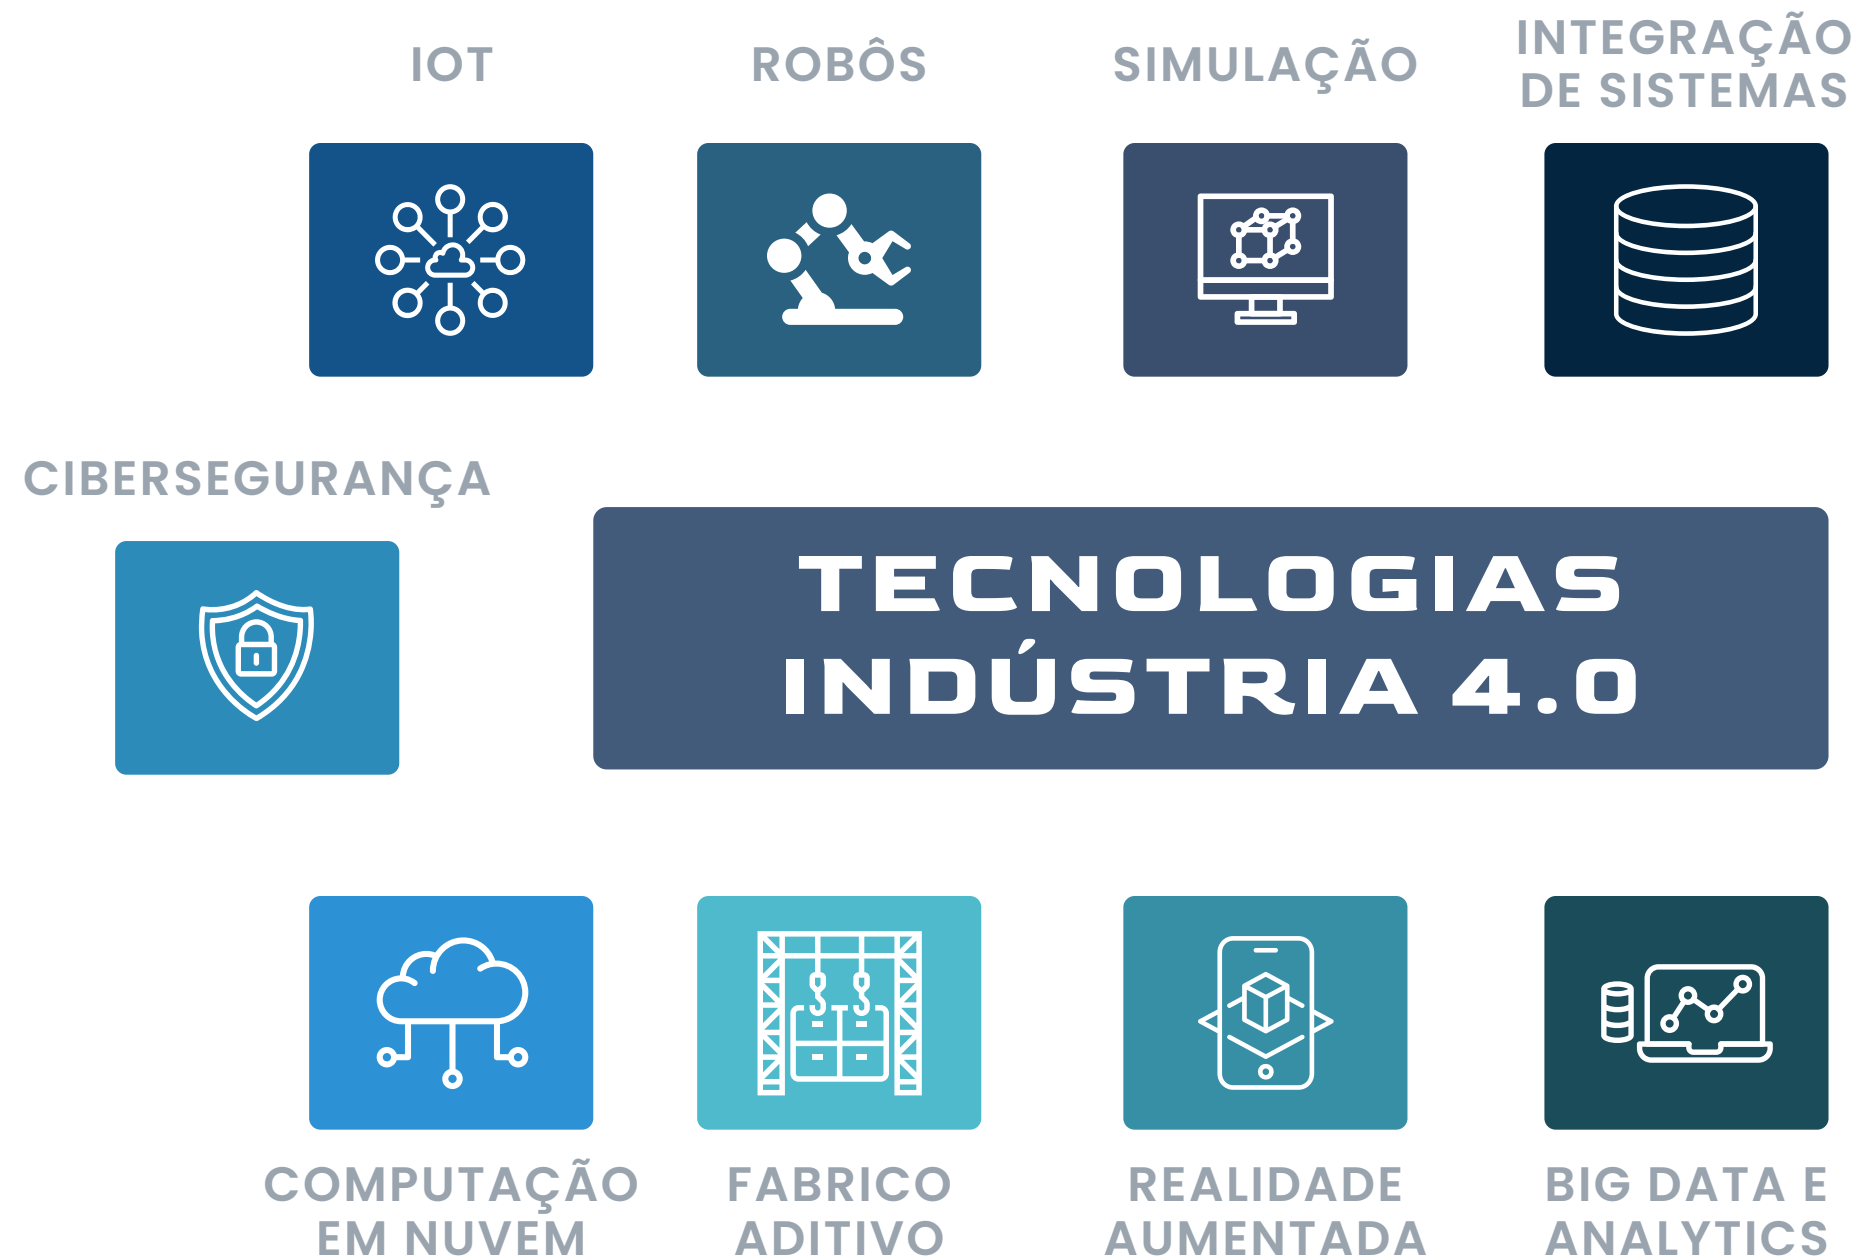 IOT
ROBÔS
SIMULAÇÃO
INTEGRAÇÃO
DE SISTEMAS
CIBERSEGURANÇA
TECNOLOGIAS
INDÚSTRIA 4.0
COMPUTAÇÃO
EM NUVEM
FABRICO
ADITIVO
REALIDADE
AUMENTADA
BIG DATA E
ANALYTICS